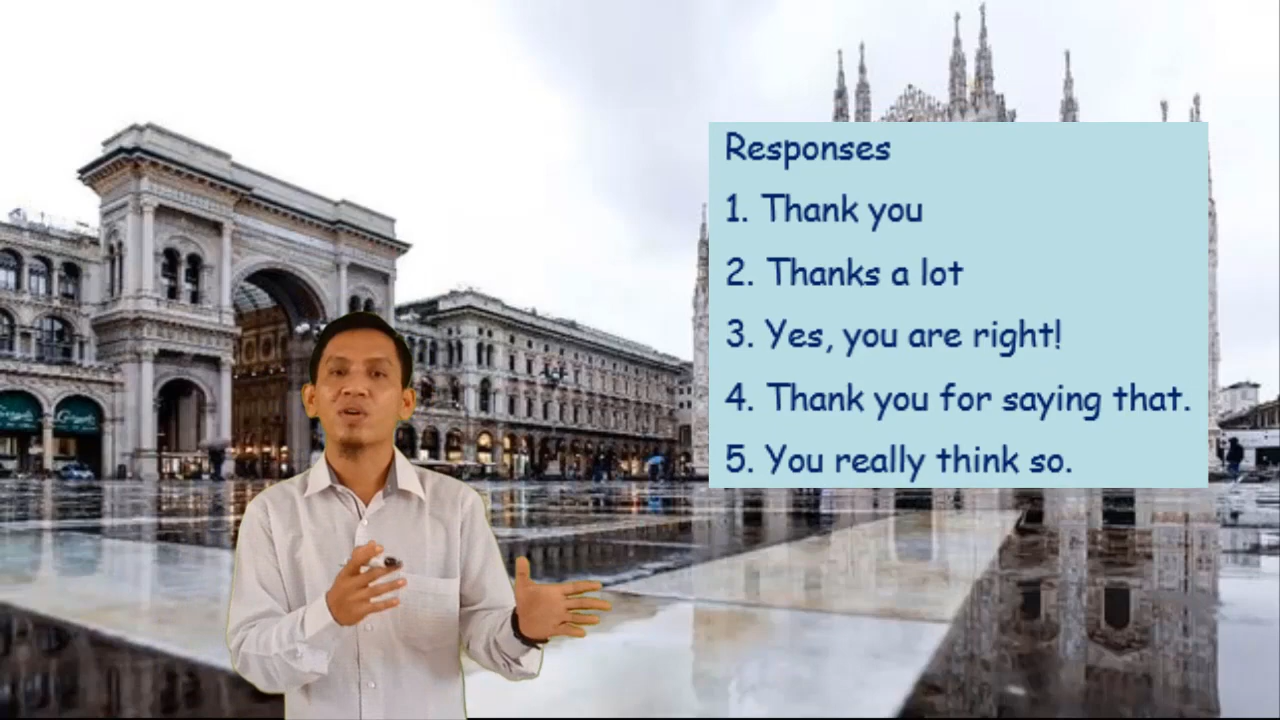 Responses
1. Thank you
2. Thanks a lot
3. Yes, you are right!
4. Thank you for saying that.
5. You really think so.